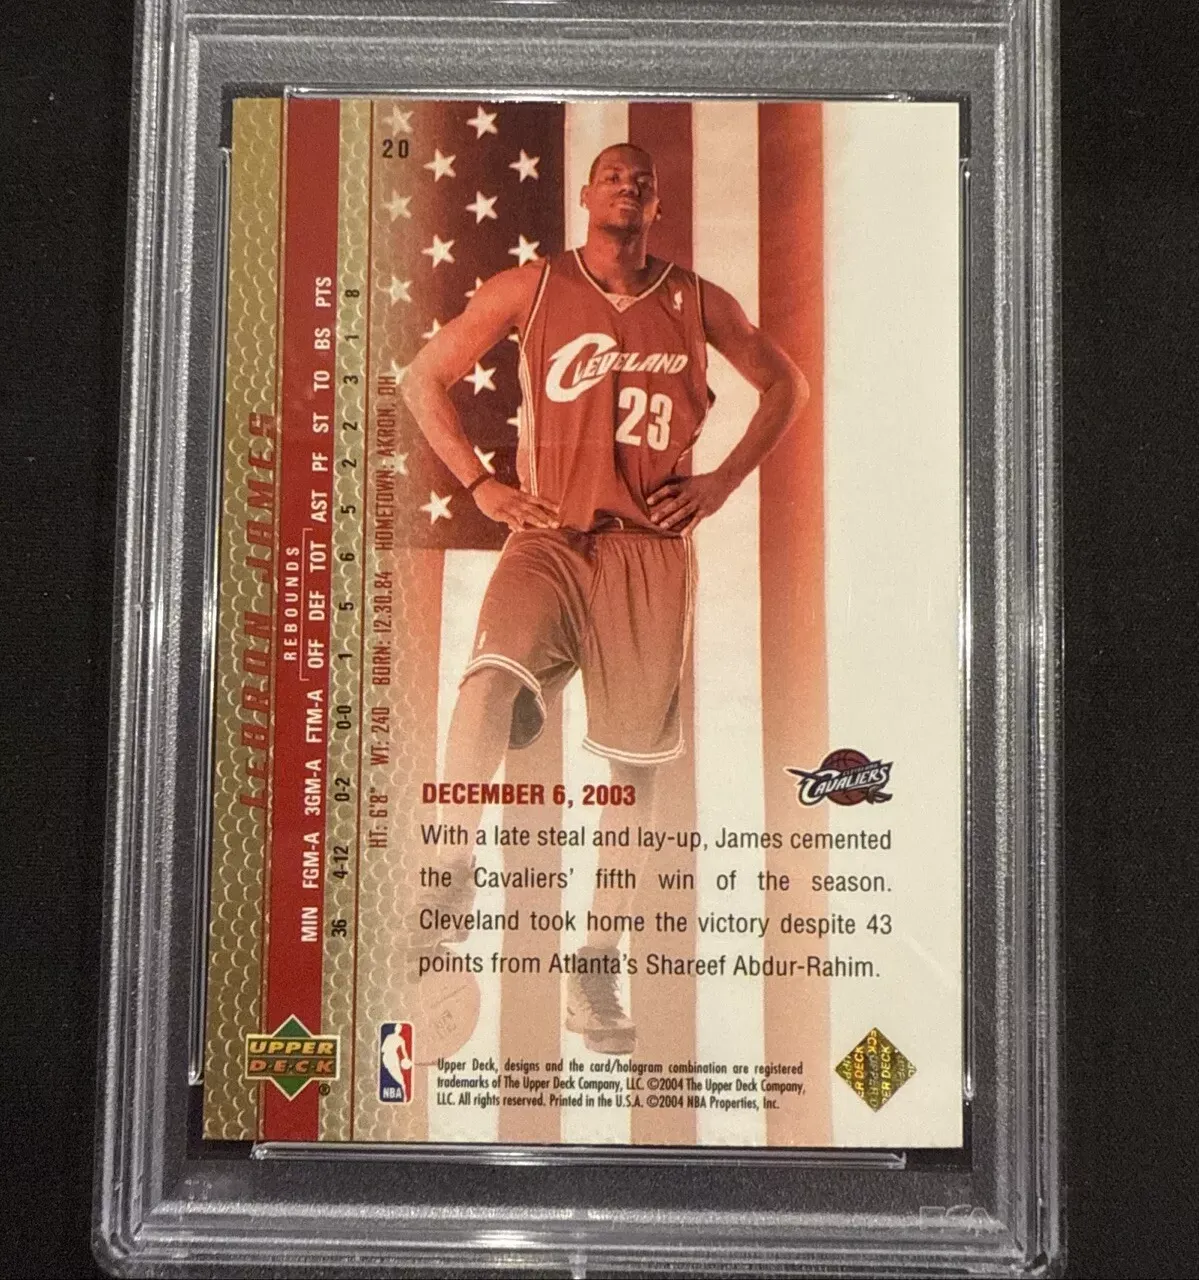 20
LEBRON JAMES
REBOUNDS
MIN FGM-A 3GM-A FTM-A OFF DEF TOT AST PF ST TO BS PTS
36 4-12 0-2 0-0 1 5 6 5 2 2 3 1 8
HT: 6'8" WT: 240 BORN: 12.30.84 HOMETOWN: AKRON, OH
CLEVELAND
23
CAVALIERS
DECEMBER 6, 2003
With a late steal and lay-up, James cemented
the Cavaliers' fifth win of the season.
Cleveland took home the victory despite 43
points from Atlanta's Shareef Abdur-Rahim.
UPPER
DECK
®
NBA
Upper Deck, designs and the card/hologram combination are registered
trademarks of The Upper Deck Company, LLC. ©2004 The Upper Deck Company,
LLC. All rights reserved. Printed in the U.S.A. ©2004 NBA Properties, Inc.
UPPER DECK
PSA